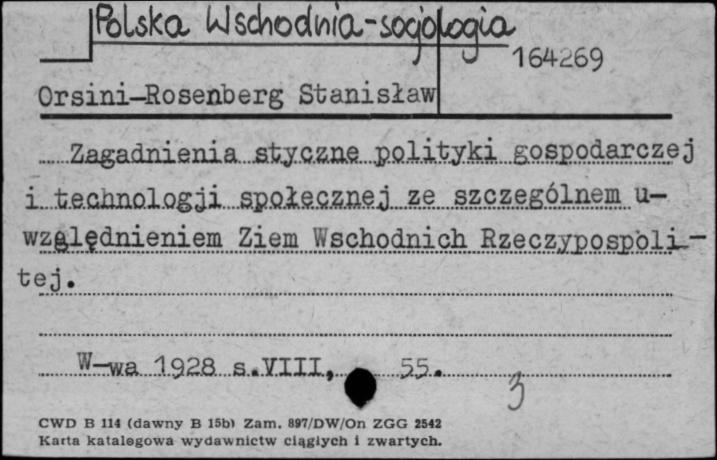 Polska Wschodnia-socjologia
164269
Orsini-Rosenberg Stanisław
Zagadnienia styczne polityki gospodarczej
i technologji społecznej ze szczególnem u-
względnieniem Ziem Wschodnich Rzeczypospoli-
tej.
W-wa 1928 s.VIII, 55.
3
CWD B 114 (dawny B 15b) Zam. 897/DW/On ZGG 2542
Karta katalogowa wydawnictw ciągłych i zwartych.